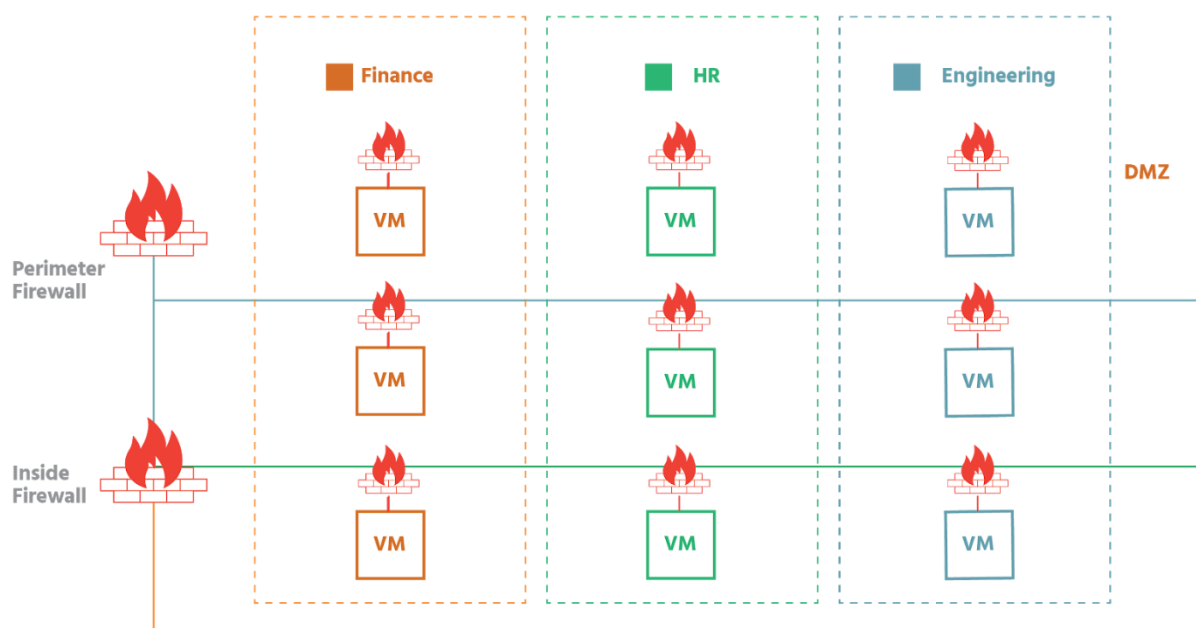 Finance
HR
Engineering
DMZ
VM
VM
VM
Perimeter
Firewall
VM
VM
VM
Inside
Firewall
VM
VM
VM